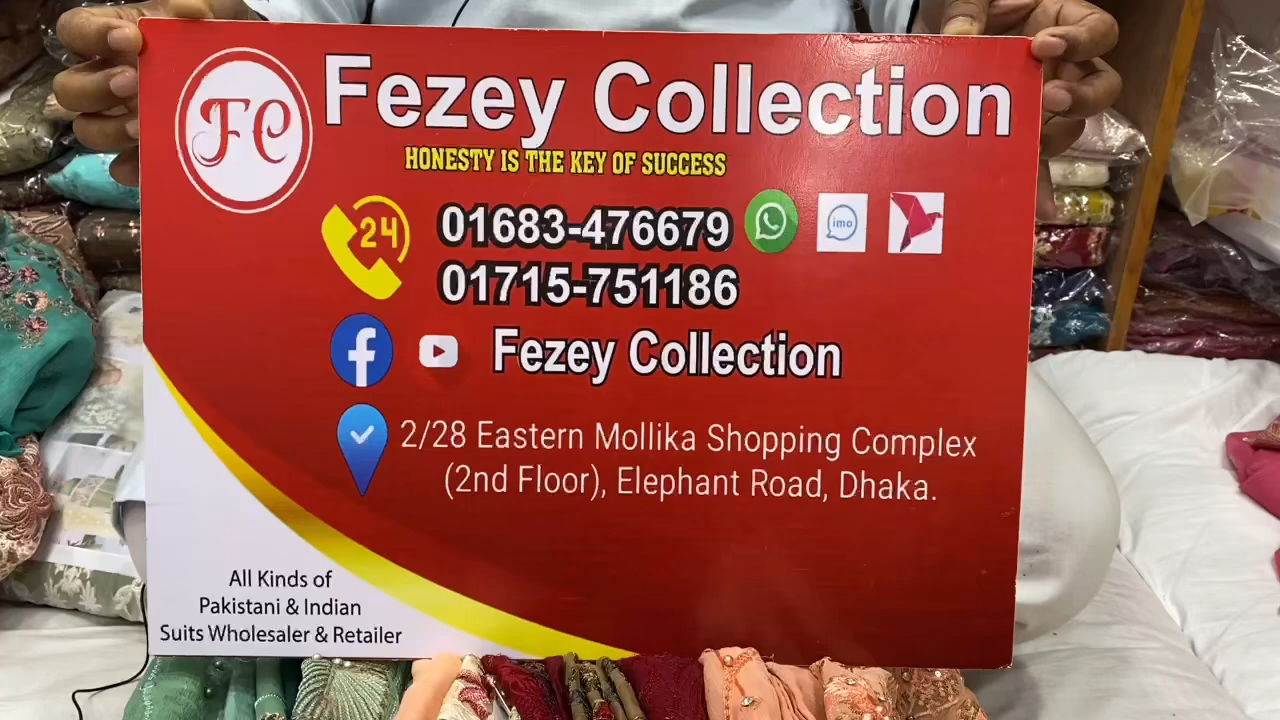 FC
Fezey Collection
HONESTY IS THE KEY OF SUCCESS
24
01683-476679
imo
01715-751186
Fezey Collection
2/28 Eastern Mollika Shopping Complex
(2nd Floor), Elephant Road, Dhaka.
All Kinds of
Pakistani & Indian
Suits Wholesaler & Retailer